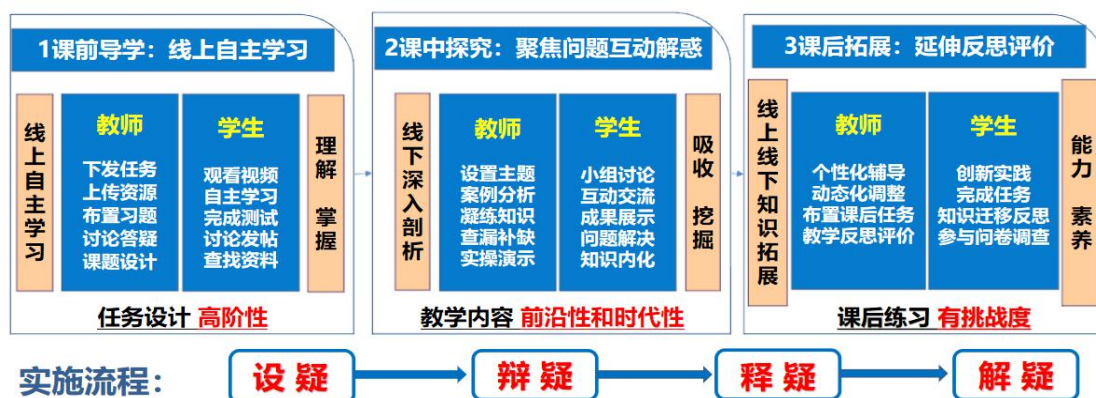 1课前导学：线上自主学习
线上自主学习
教师
下发任务
上传资源
布置习题
讨论答疑
课题设计
学生
观看视频
自主学习
完成测试
讨论发帖
查找资料
理解 掌握
任务设计 高阶性
2课中探究：聚焦问题互动解惑
线下深入剖析
教师
设置主题
案例分析
凝练知识
查漏补缺
实操演示
学生
小组讨论
互动交流
成果展示
问题解决
知识内化
吸收 挖掘
教学内容 前沿性和时代性
3课后拓展：延伸反思评价
线上线下知识拓展
教师
个性化辅导
动态化调整
布置课后任务
教学反思评价
学生
创新实践
完成任务
知识迁移反思
参与问卷调查
能力 素养
课后练习 有挑战度
实施流程：
设疑
辩疑
释疑
解疑